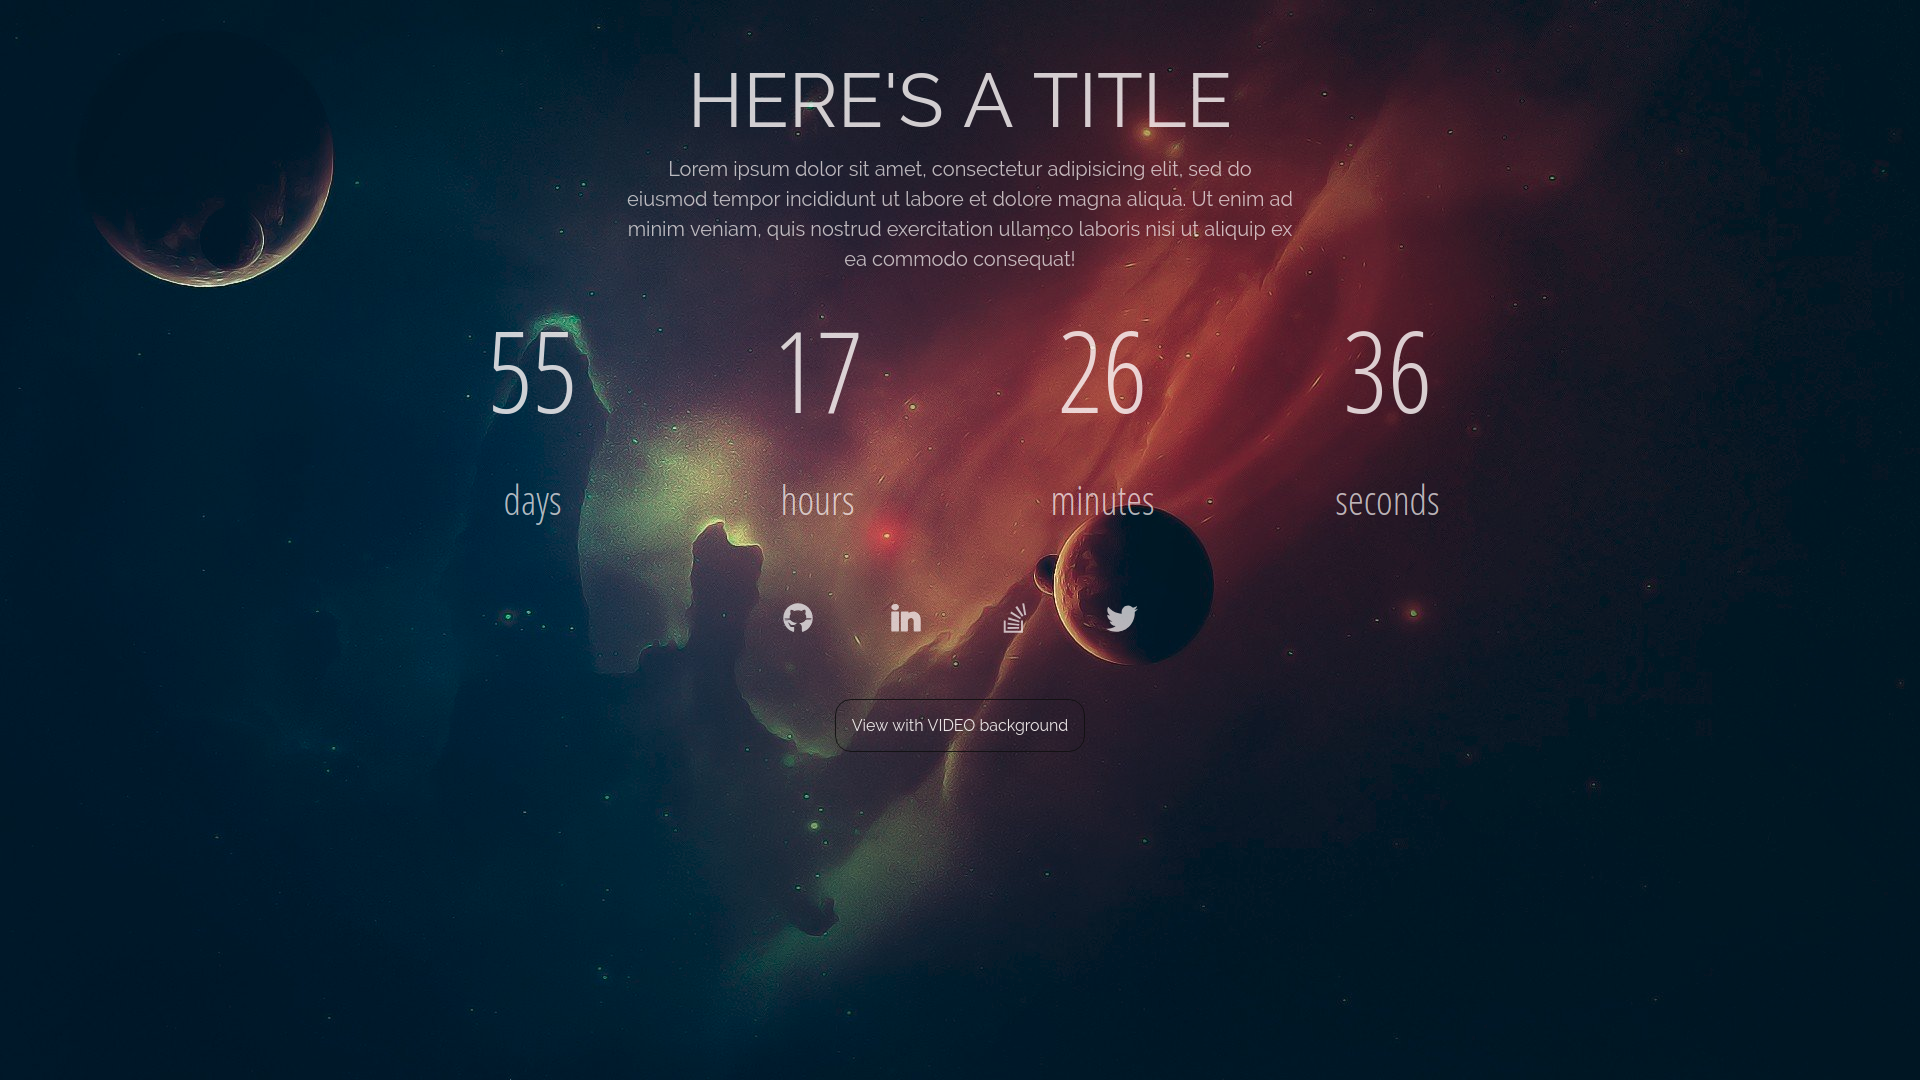 HERE'S A TITLE
Lorem ipsum dolor sit amet, consectetur adipisicing elit, sed do
eiusmod tempor incididunt ut labore et dolore magna aliqua. Ut enim ad
minim veniam, quis nostrud exercitation ullamco laboris nisi ut aliquip ex
ea commodo consequat!
55 17 26 36
days hours minutes seconds
View with VIDEO background